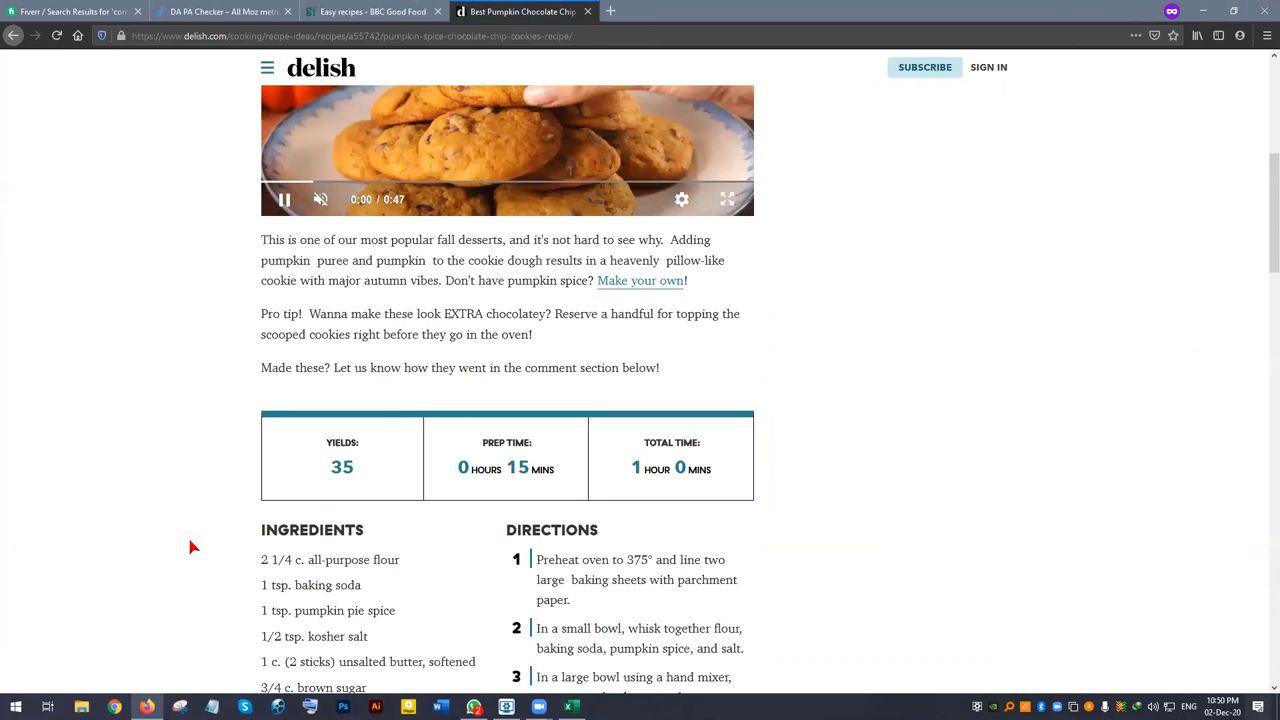 Fiverr / Search Results for 'con
DA PA Checker - All Moz metri
Easy recipes - BBC Good Food
Best Pumpkin Chocolate Chip
https://www.delish.com/cooking/recipe-ideas/recipes/a55742/pumpkin-spice-chocolate-chip-cookies-recipe/
delish
SUBSCRIBE SIGN IN
0:00 / 0:47
This is one of our most popular fall desserts, and it's not hard to see why. Adding
pumpkin puree and pumpkin to the cookie dough results in a heavenly pillow-like
cookie with major autumn vibes. Don't have pumpkin spice? Make your own!
Pro tip! Wanna make these look EXTRA chocolatey? Reserve a handful for topping the
scooped cookies right before they go in the oven!
Made these? Let us know how they went in the comment section below!
YIELDS:
35
PREP TIME:
0 HOURS 15 MINS
TOTAL TIME:
1 HOUR 0 MINS
INGREDIENTS
2 1/4 c. all-purpose flour
1 tsp. baking soda
1 tsp. pumpkin pie spice
1/2 tsp. kosher salt
1 c. (2 sticks) unsalted butter, softened
3/4 c. brown sugar
DIRECTIONS
1 Preheat oven to 375° and line two
large baking sheets with parchment
paper.
2 In a small bowl, whisk together flour,
baking soda, pumpkin spice, and salt.
3 In a large bowl using a hand mixer,
10:50 PM
02-Dec-20